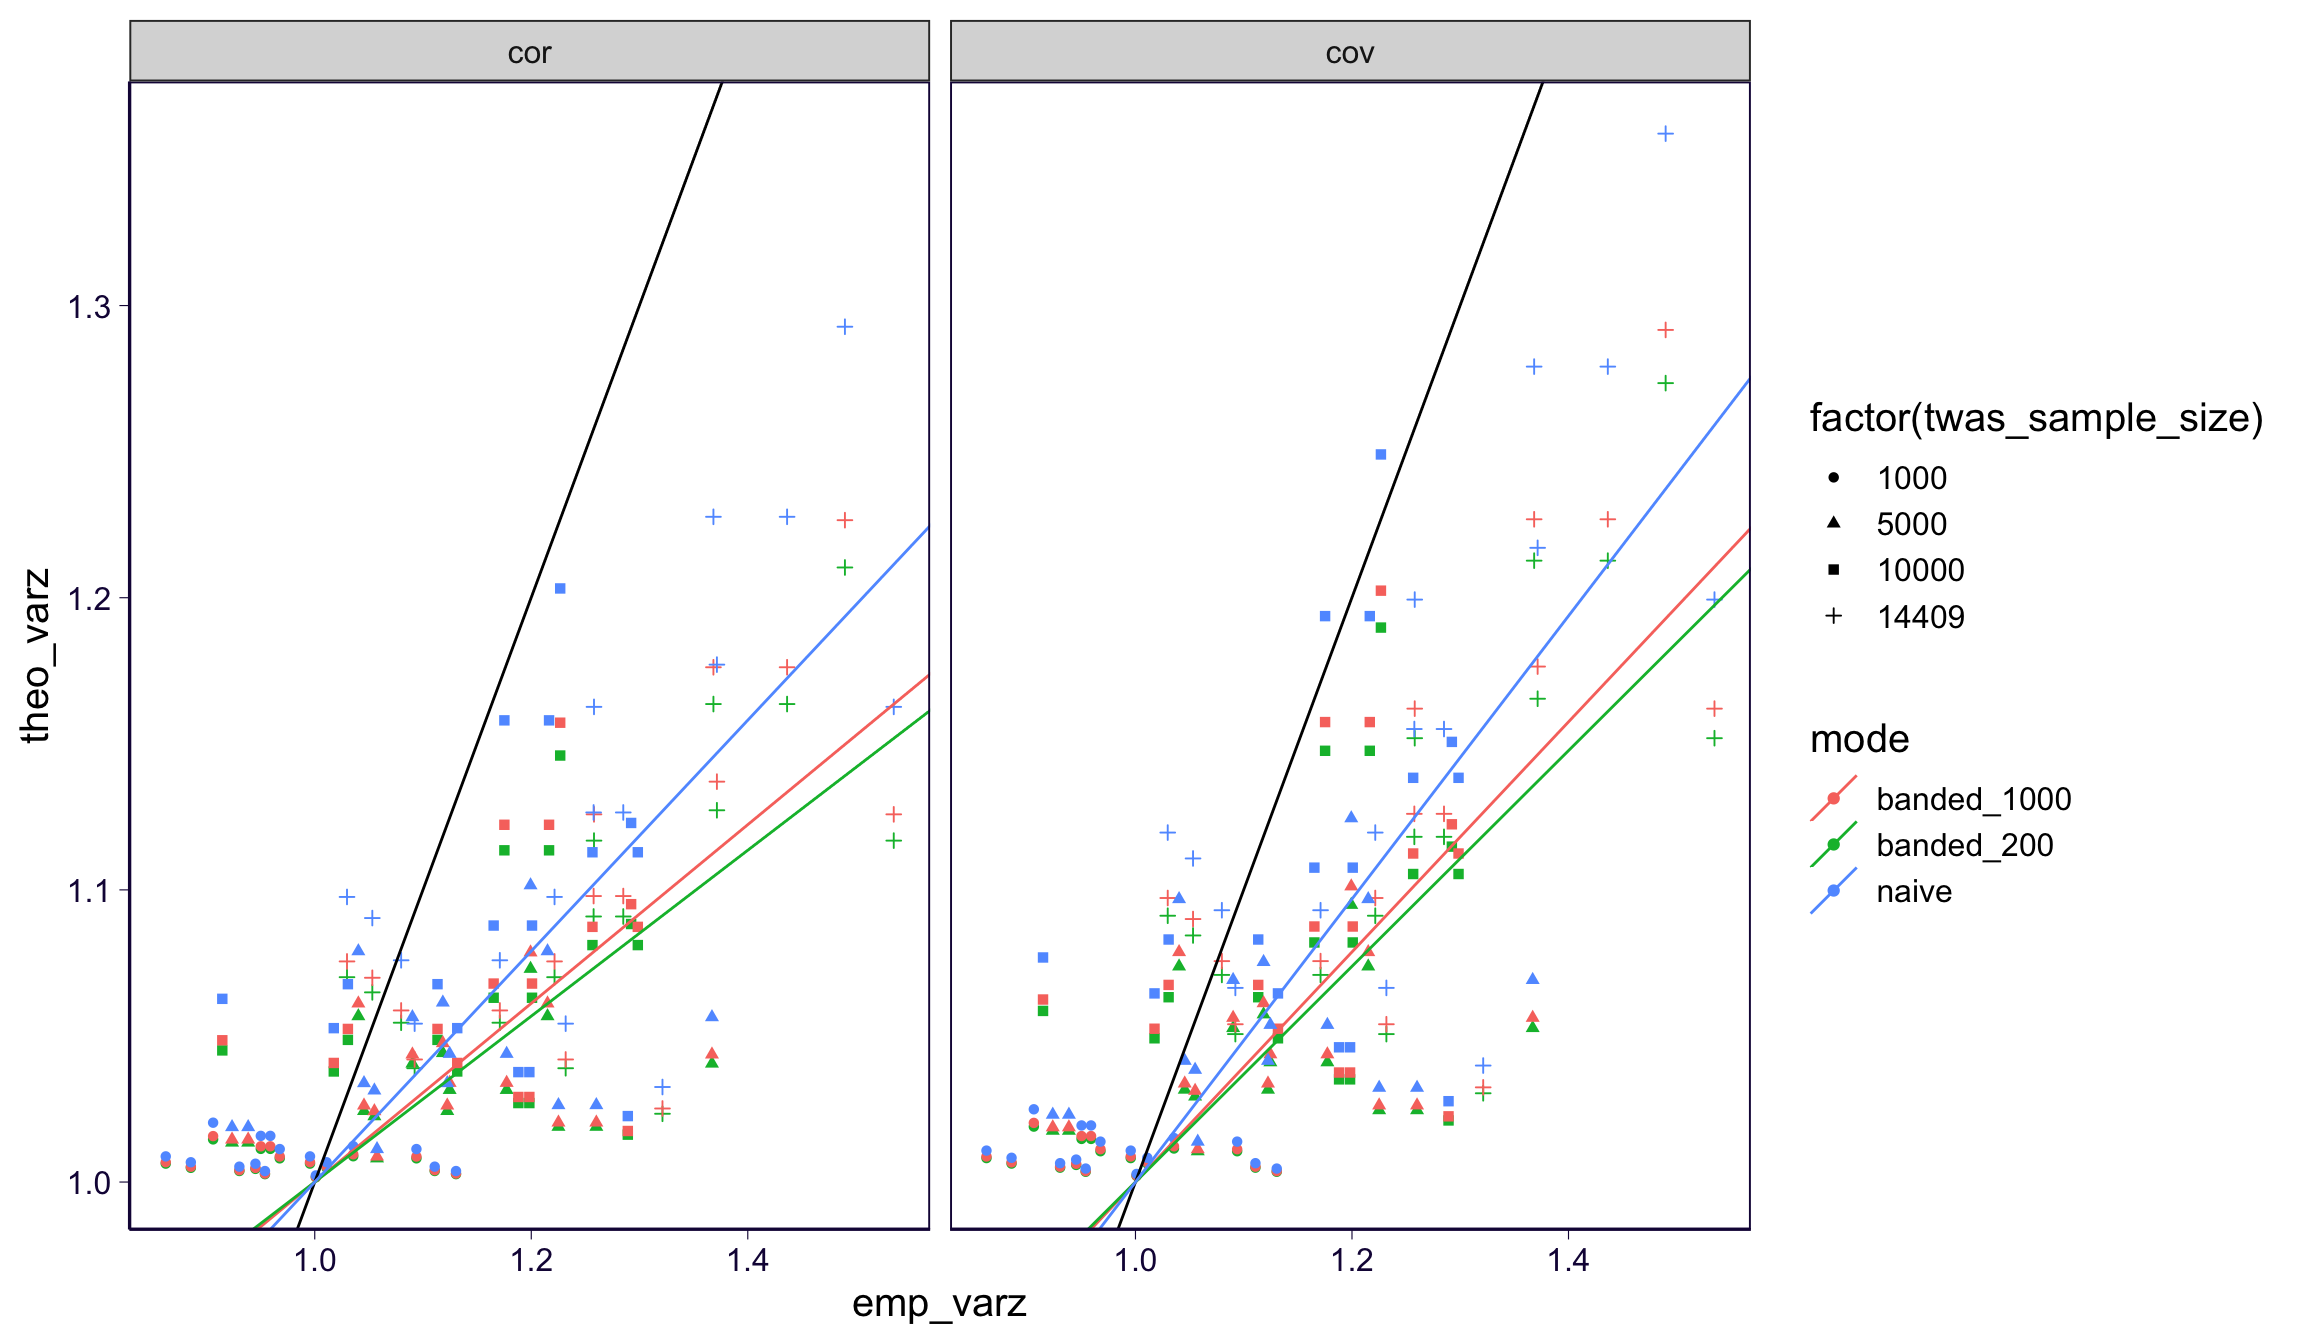 cor
cov
theo_varz
1.3
1.2
1.1
1.0
1.0
1.2
1.4
1.0
1.2
1.4
emp_varz
factor(twas_sample_size)
1000
5000
10000
14409
mode
banded_1000
banded_200
naive